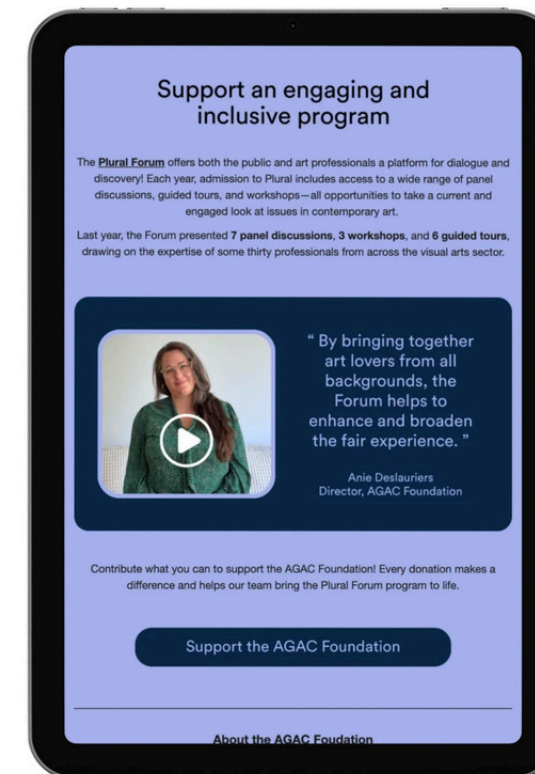 Support an engaging and
inclusive program
The Plural Forum offers both the public and art professionals a platform for dialogue and
discovery! Each year, admission to Plural includes access to a wide range of panel
discussions, guided tours, and workshops—all opportunities to take a current and
engaged look at issues in contemporary art.
Last year, the Forum presented 7 panel discussions, 3 workshops, and 6 guided tours,
drawing on the expertise of some thirty professionals from across the visual arts sector.
“ By bringing together
art lovers from all
backgrounds, the
Forum helps to
enhance and broaden
the fair experience. ”
Anie Deslauriers
Director, AGAC Foundation
Contribute what you can to support the AGAC Foundation! Every donation makes a
difference and helps our team bring the Plural Forum program to life.
Support the AGAC Foundation
About the AGAC Foudation